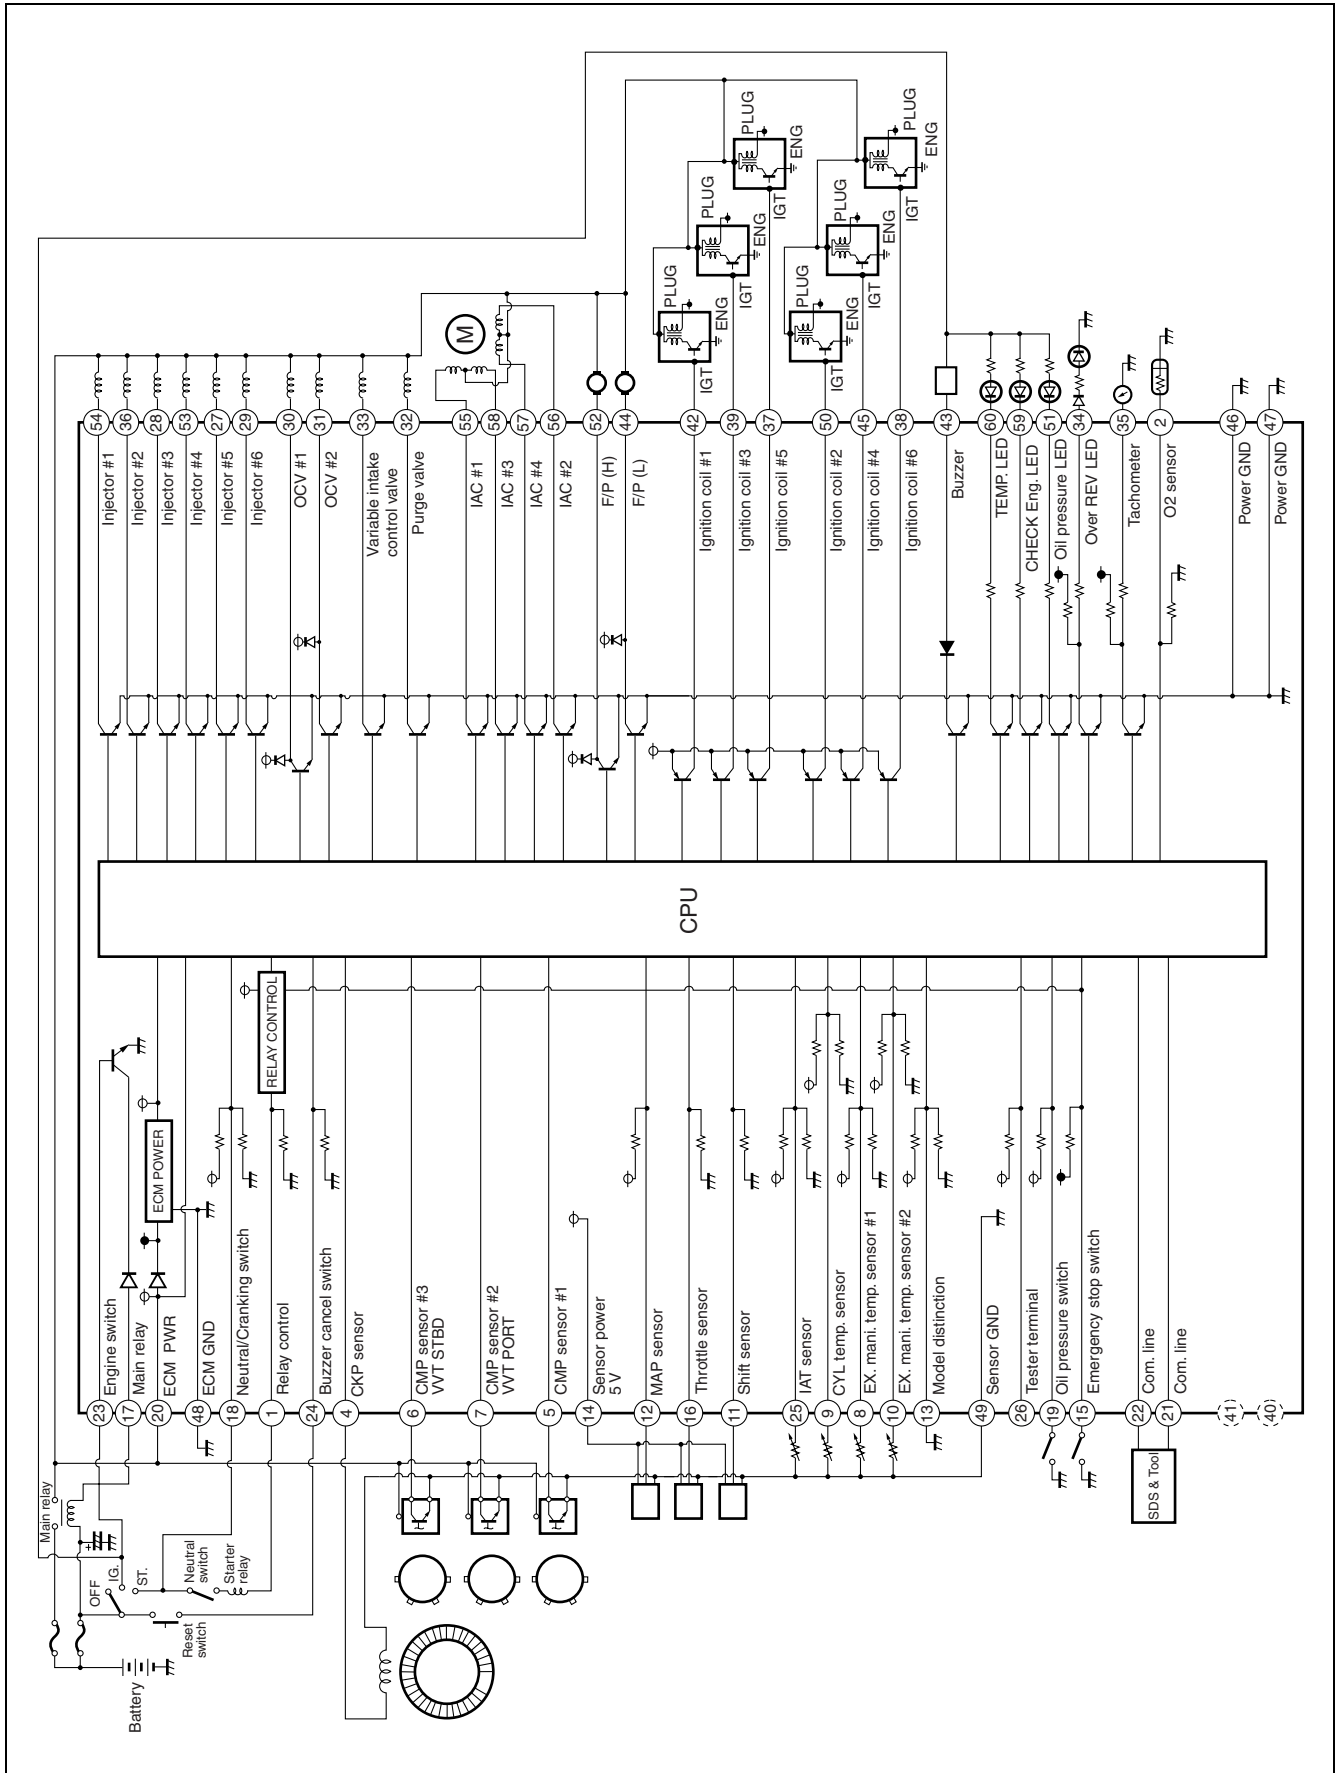 PLUG
ENG
IGT
PLUG
ENG
IGT
PLUG
ENG
IGT
PLUG
ENG
IGT
PLUG
ENG
IGT
PLUG
ENG
IGT
M
54
36
28
53
27
29
30
31
33
32
55
58
57
56
52
44
42
39
37
50
45
38
43
60
59
51
34
35
2
46
47
Injector #1
Injector #2
Injector #3
Injector #4
Injector #5
Injector #6
OCV #1
OCV #2
Variable intake
control valve
Purge valve
IAC #1
IAC #3
IAC #4
IAC #2
F/P (H)
F/P (L)
Ignition coil #1
Ignition coil #3
Ignition coil #5
Ignition coil #2
Ignition coil #4
Ignition coil #6
Buzzer
TEMP. LED
CHECK Eng. LED
Oil pressure LED
Over REV LED
Tachometer
O2 sensor
Power GND
Power GND
CPU
RELAY CONTROL
ECM POWER
Engine switch
Main relay
ECM PWR
ECM GND
Neutral/Cranking switch
Relay control
Buzzer cancel switch
CKP sensor
CMP sensor #3
VVT STBD
CMP sensor #2
VVT PORT
CMP sensor #1
Sensor power
5 V
MAP sensor
Throttle sensor
Shift sensor
IAT sensor
CYL temp. sensor
EX. mani. temp. sensor #1
EX. mani. temp. sensor #2
Model distinction
Sensor GND
Tester terminal
Oil pressure switch
Emergency stop switch
Com. line
Com. line
23
17
20
48
18
1
24
4
6
7
5
14
12
16
11
25
9
8
10
13
49
26
19
15
22
21
(41)
(40)
Main relay
+
OFF
IG.
ST.
Neutral
switch
Starter
relay
Reset
switch
Battery
SDS & Tool